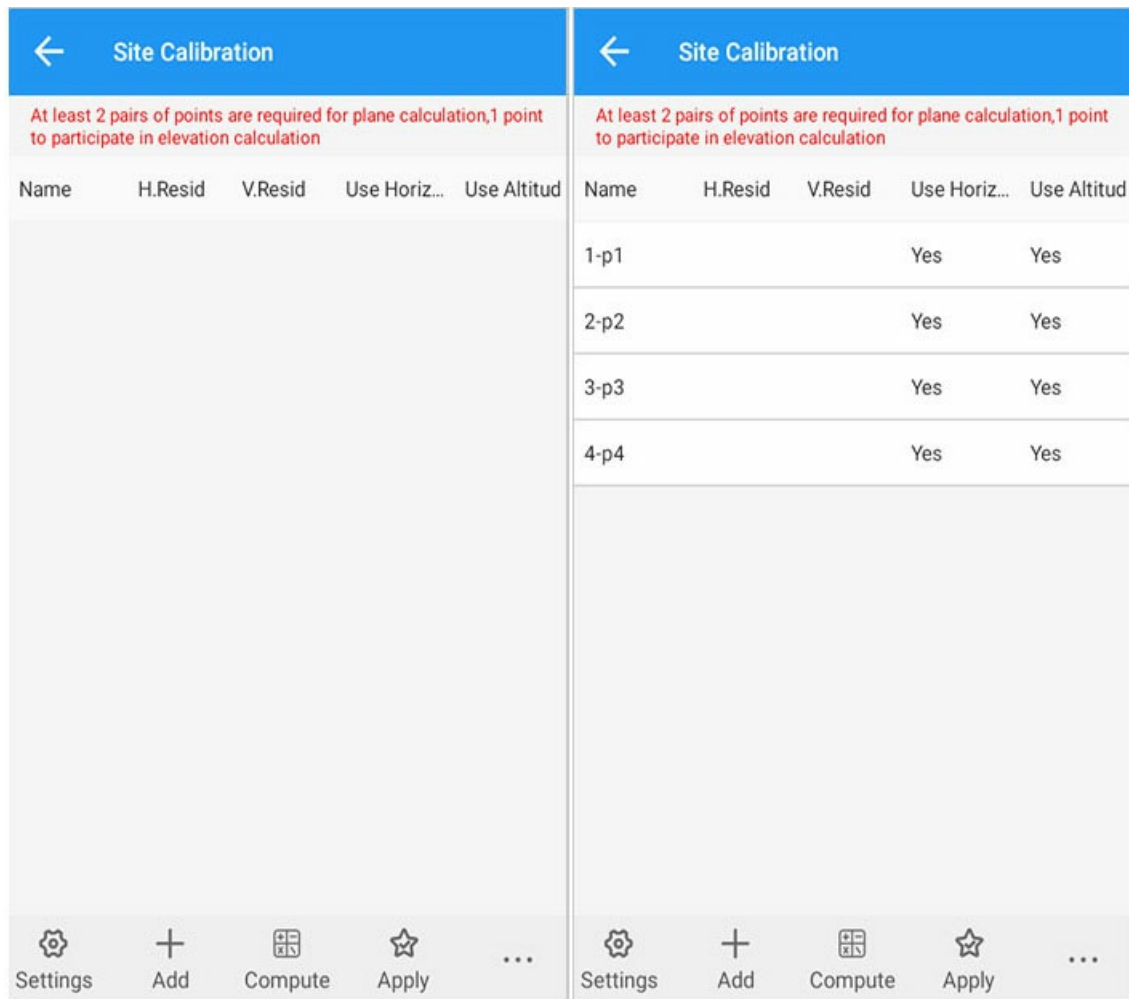 Site Calibration
At least 2 pairs of points are required for plane calculation,1 point
to participate in elevation calculation
Name H.Resid V.Resid Use Horiz... Use Altitud
Settings Add Compute Apply ...
Site Calibration
At least 2 pairs of points are required for plane calculation,1 point
to participate in elevation calculation
Name H.Resid V.Resid Use Horiz... Use Altitud
1-p1 Yes Yes
2-p2 Yes Yes
3-p3 Yes Yes
4-p4 Yes Yes
Settings Add Compute Apply ...